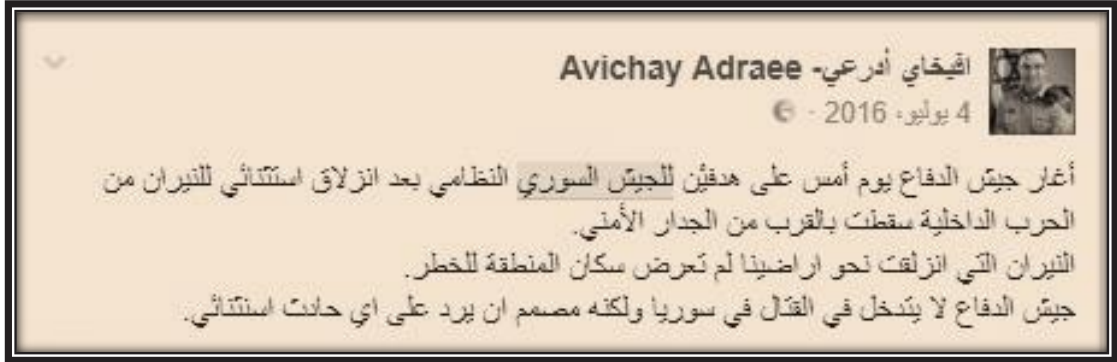 افيخاي أدرعي- Avichay Adraee
4 يوليو، 2016 ·
أغار جيش الدفاع يوم أمس على هدفيْن للجيش السوري النظامي بعد انزلاق استثنائي للنيران من
الحرب الداخلية سقطت بالقرب من الجدار الأمني.
النيران التي انزلقت نحو اراضينا لم تعرض سكان المنطقة للخطر.
جيش الدفاع لا يتدخل في القتال في سوريا ولكنه مصمم ان يرد على اي حادث استثنائي.